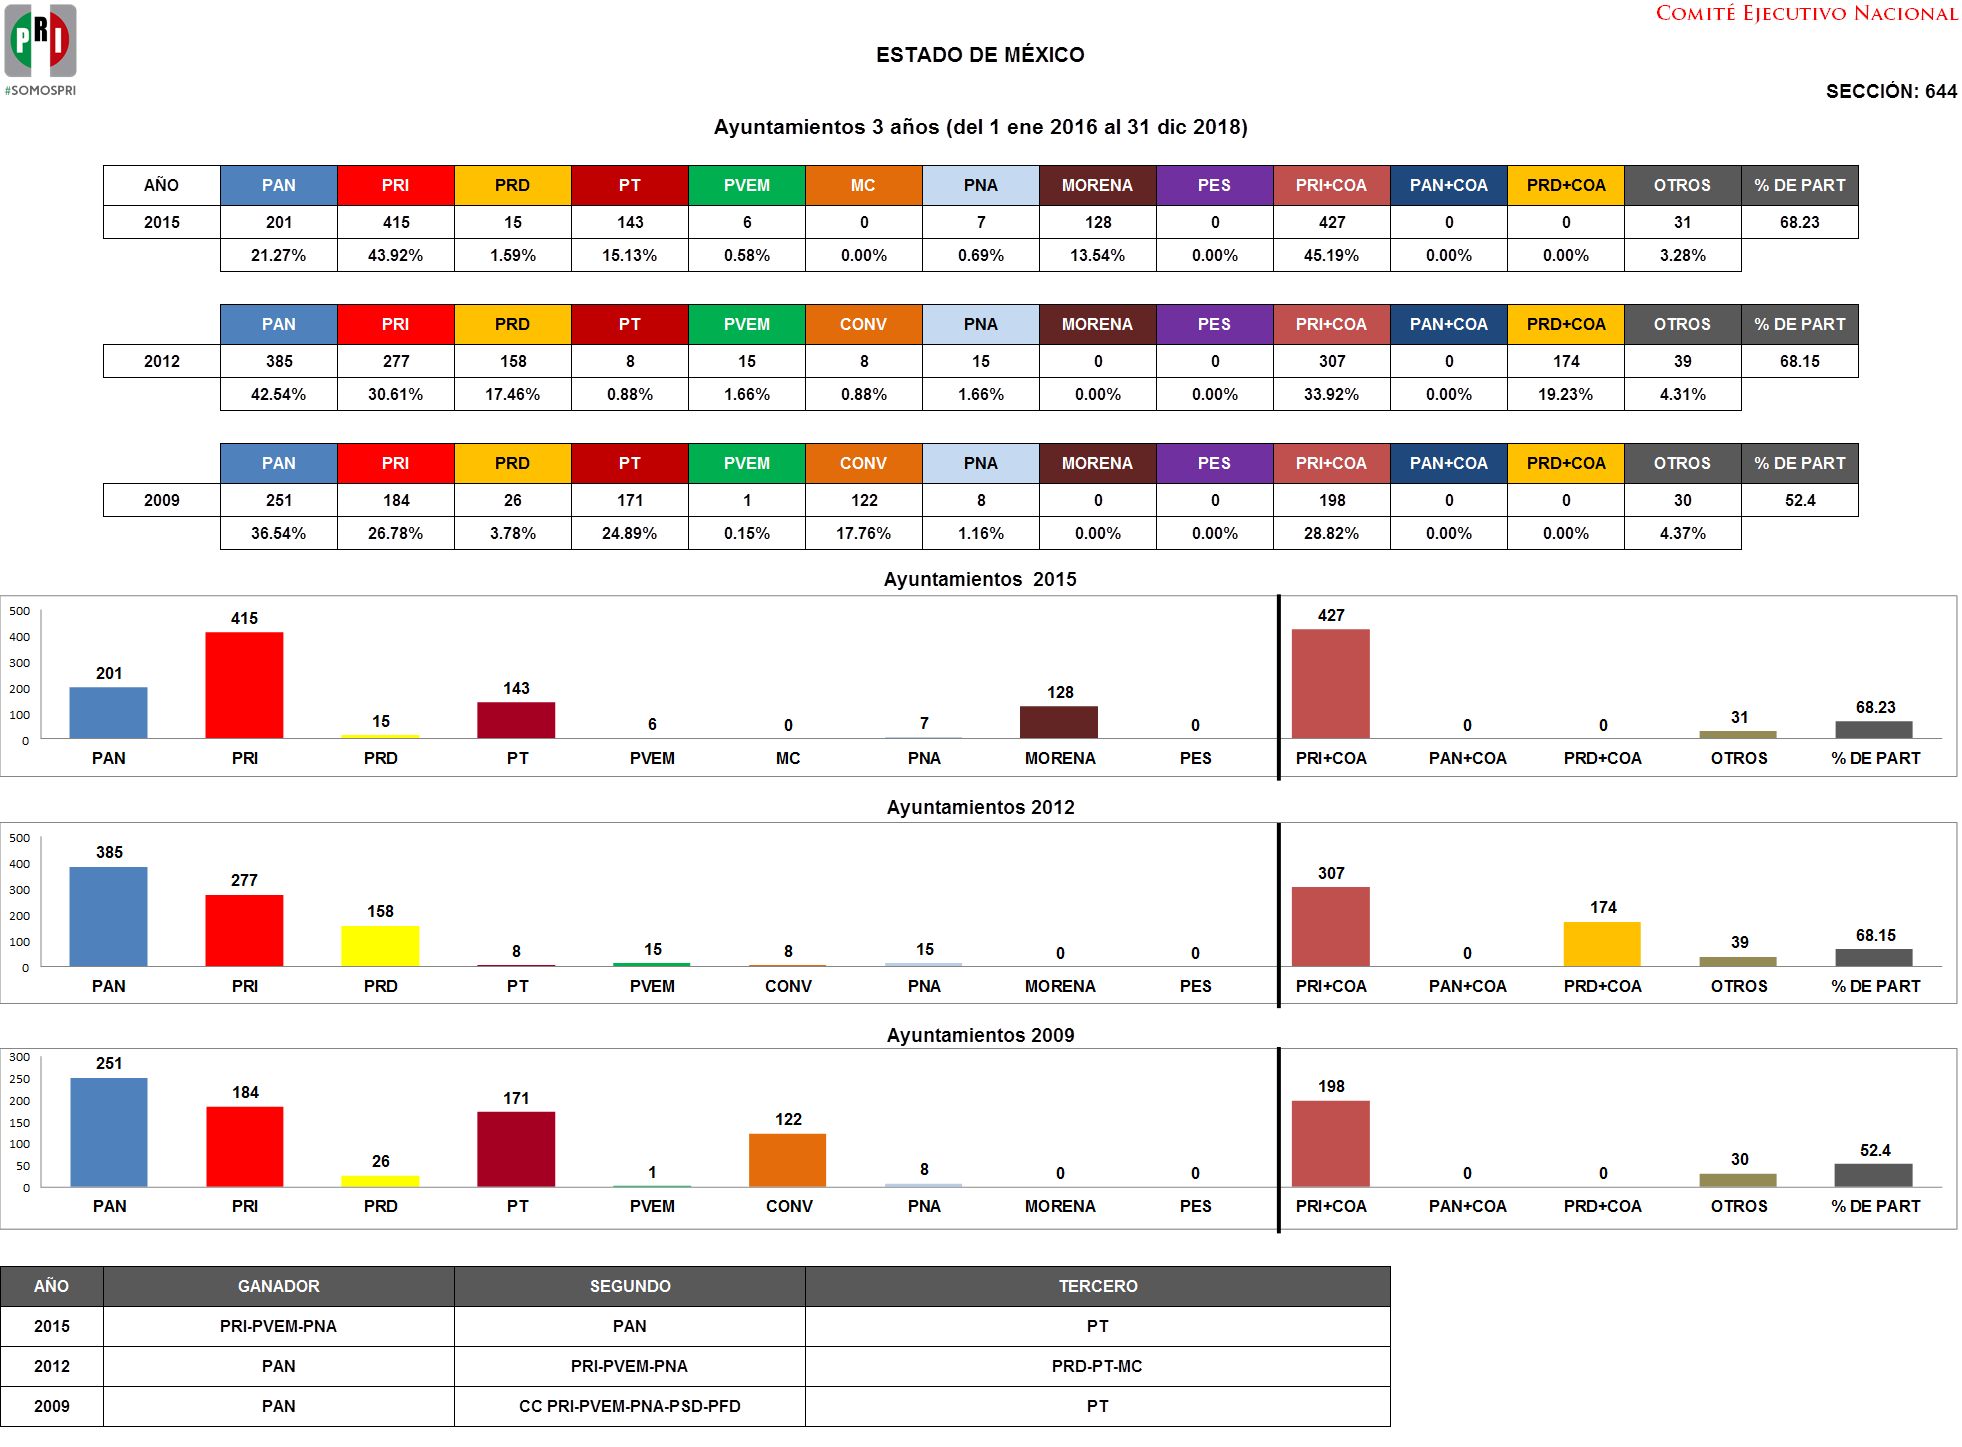 COMITÉ EJECUTIVO NACIONAL
PRI
#SOMOSPRI
ESTADO DE MÉXICO
SECCIÓN: 644
Ayuntamientos 3 años (del 1 ene 2016 al 31 dic 2018)
AÑO PAN PRI PRD PT PVEM MC PNA MORENA PES PRI+COA PAN+COA PRD+COA OTROS % DE PART
2015 201 415 15 143 6 0 7 128 0 427 0 0 31 68.23
21.27% 43.92% 1.59% 15.13% 0.58% 0.00% 0.69% 13.54% 0.00% 45.19% 0.00% 0.00% 3.28%
PAN PRI PRD PT PVEM CONV PNA MORENA PES PRI+COA PAN+COA PRD+COA OTROS % DE PART
2012 385 277 158 8 15 8 15 0 0 307 0 174 39 68.15
42.54% 30.61% 17.46% 0.88% 1.66% 0.88% 1.66% 0.00% 0.00% 33.92% 0.00% 19.23% 4.31%
PAN PRI PRD PT PVEM CONV PNA MORENA PES PRI+COA PAN+COA PRD+COA OTROS % DE PART
2009 251 184 26 171 1 122 8 0 0 198 0 0 30 52.4
36.54% 26.78% 3.78% 24.89% 0.15% 17.76% 1.16% 0.00% 0.00% 28.82% 0.00% 0.00% 4.37%
Ayuntamientos 2015
500
400
300
200
100
0
201 415 15 143 6 0 7 128 0 427 0 0 31 68.23
PAN PRI PRD PT PVEM MC PNA MORENA PES PRI+COA PAN+COA PRD+COA OTROS % DE PART
Ayuntamientos 2012
500
400
300
200
100
0
385 277 158 8 15 8 15 0 0 307 0 174 39 68.15
PAN PRI PRD PT PVEM CONV PNA MORENA PES PRI+COA PAN+COA PRD+COA OTROS % DE PART
Ayuntamientos 2009
300
250
200
150
100
50
0
251 184 26 171 1 122 8 0 0 198 0 0 30 52.4
PAN PRI PRD PT PVEM CONV PNA MORENA PES PRI+COA PAN+COA PRD+COA OTROS % DE PART
AÑO GANADOR SEGUNDO TERCERO
2015 PRI-PVEM-PNA PAN PT
2012 PAN PRI-PVEM-PNA PRD-PT-MC
2009 PAN CC PRI-PVEM-PNA-PSD-PFD PT